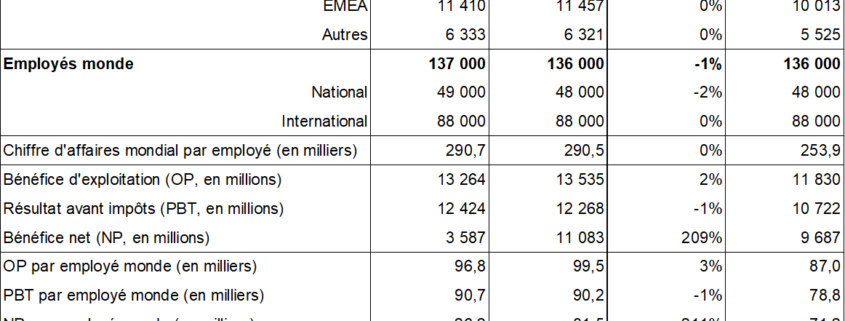 EMEA 11 410 11 457 0% 10 013
Autres 6 333 6 321 0% 5 525
Employés monde 137 000 136 000 -1% 136 000
National 49 000 48 000 -2% 48 000
International 88 000 88 000 0% 88 000
Chiffre d'affaires mondial par employé (en milliers) 290,7 290,5 0% 253,9
Bénéfice d'exploitation (OP, en millions) 13 264 13 535 2% 11 830
Résultat avant impôts (PBT, en millions) 12 424 12 268 -1% 10 722
Bénéfice net (NP, en millions) 3 587 11 083 209% 9 687
OP par employé monde (en milliers) 96,8 99,5 3% 87,0
PBT par employé monde (en milliers) 90,7 90,2 -1% 78,8